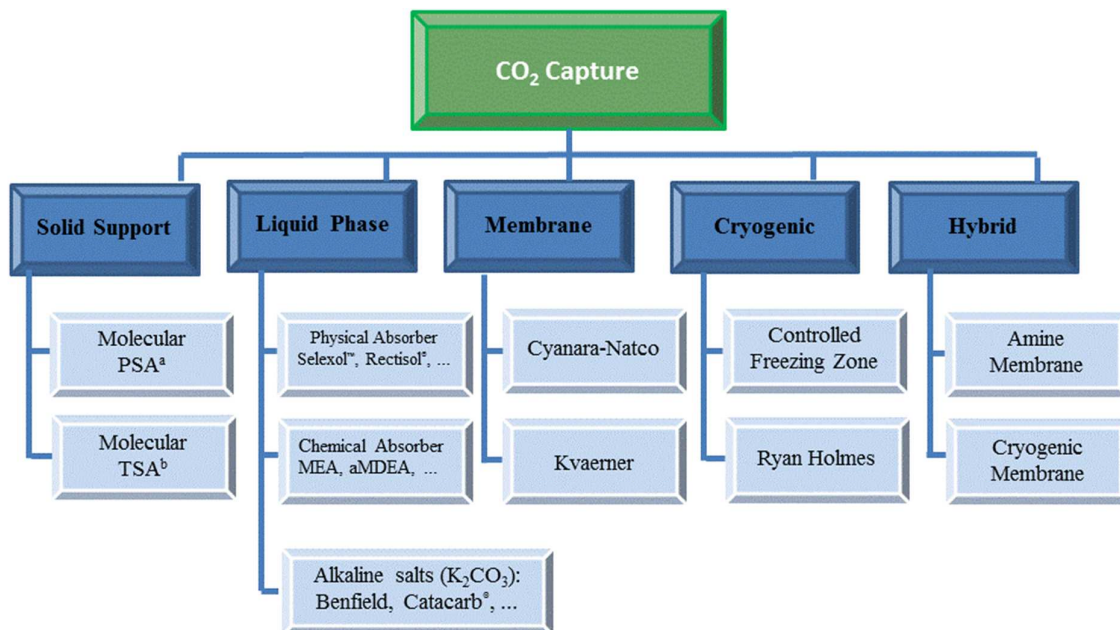 CO₂ Capture
Solid Support
Liquid Phase
Membrane
Cryogenic
Hybrid
Molecular
PSAᵃ
Molecular
TSAᵇ
Physical Absorber
Selexol™, Rectisol®, ...
Chemical Absorber
MEA, aMDEA, ...
Alkaline salts (K₂CO₃):
Benfield, Catacarb®, ...
Cyanara-Natco
Kvaerner
Controlled
Freezing Zone
Ryan Holmes
Amine
Membrane
Cryogenic
Membrane